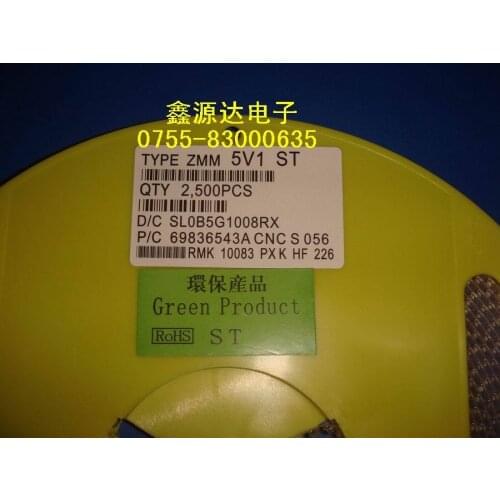 鑫源达电子
0755-83000635
TYPE ZMM 5V1 ST
QTY 2,500PCS
D/C SL0B5G1008RX
P/C 69836543A CNC S 056
RMK 10083 PX K HF 226
環保產品
Green Product
RoHS ST